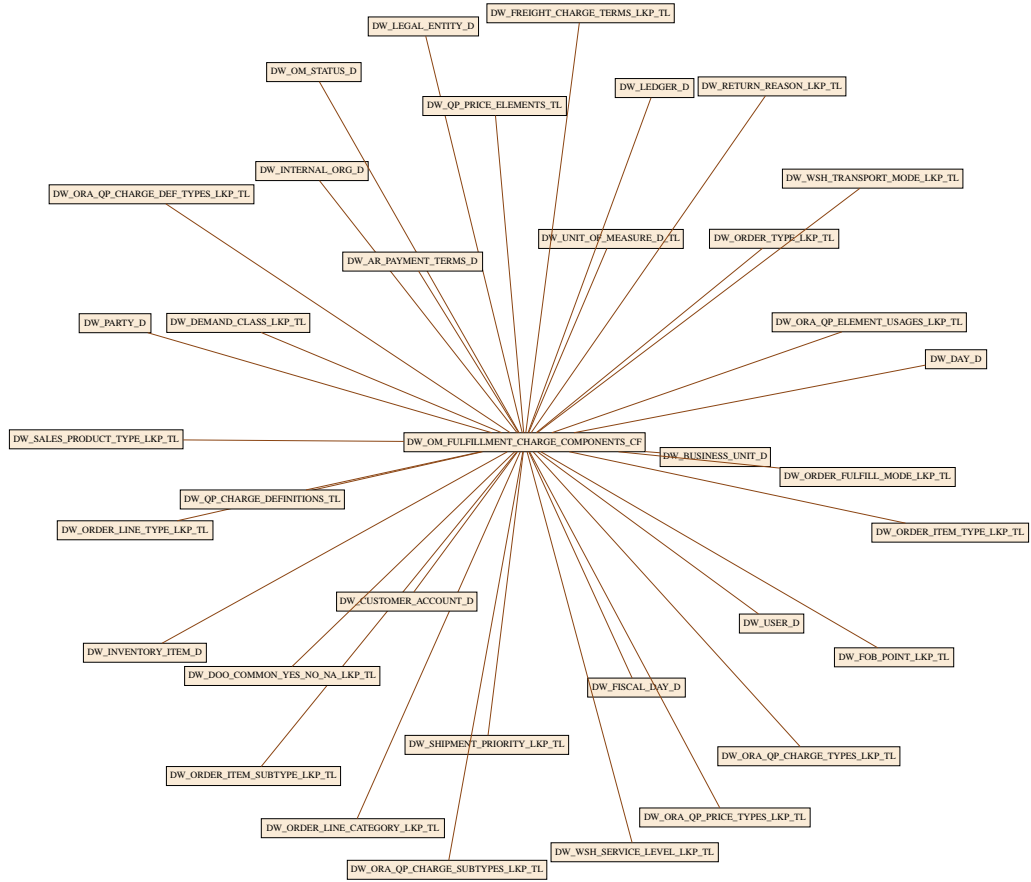 DW_FREIGHT_CHARGE_TERMS_LKP_TL
DW_LEGAL_ENTITY_D
DW_OM_STATUS_D
DW_LEDGER_D
DW_RETURN_REASON_LKP_TL
DW_QP_PRICE_ELEMENTS_TL
DW_INTERNAL_ORG_D
DW_WSH_TRANSPORT_MODE_LKP_TL
DW_ORA_QP_CHARGE_DEF_TYPES_LKP_TL
DW_UNIT_OF_MEASURE_D_TL
DW_ORDER_TYPE_LKP_TL
DW_AR_PAYMENT_TERMS_D
DW_PARTY_D
DW_DEMAND_CLASS_LKP_TL
DW_ORA_QP_ELEMENT_USAGES_LKP_TL
DW_DAY_D
DW_SALES_PRODUCT_TYPE_LKP_TL
DW_OM_FULFILLMENT_CHARGE_COMPONENTS_CF
DW_BUSINESS_UNIT_D
DW_ORDER_FULFILL_MODE_LKP_TL
DW_QP_CHARGE_DEFINITIONS_TL
DW_ORDER_LINE_TYPE_LKP_TL
DW_ORDER_ITEM_TYPE_LKP_TL
DW_CUSTOMER_ACCOUNT_D
DW_USER_D
DW_INVENTORY_ITEM_D
DW_FOB_POINT_LKP_TL
DW_DOO_COMMON_YES_NO_NA_LKP_TL
DW_FISCAL_DAY_D
DW_SHIPMENT_PRIORITY_LKP_TL
DW_ORA_QP_CHARGE_TYPES_LKP_TL
DW_ORDER_ITEM_SUBTYPE_LKP_TL
DW_ORA_QP_PRICE_TYPES_LKP_TL
DW_ORDER_LINE_CATEGORY_LKP_TL
DW_WSH_SERVICE_LEVEL_LKP_TL
DW_ORA_QP_CHARGE_SUBTYPES_LKP_TL